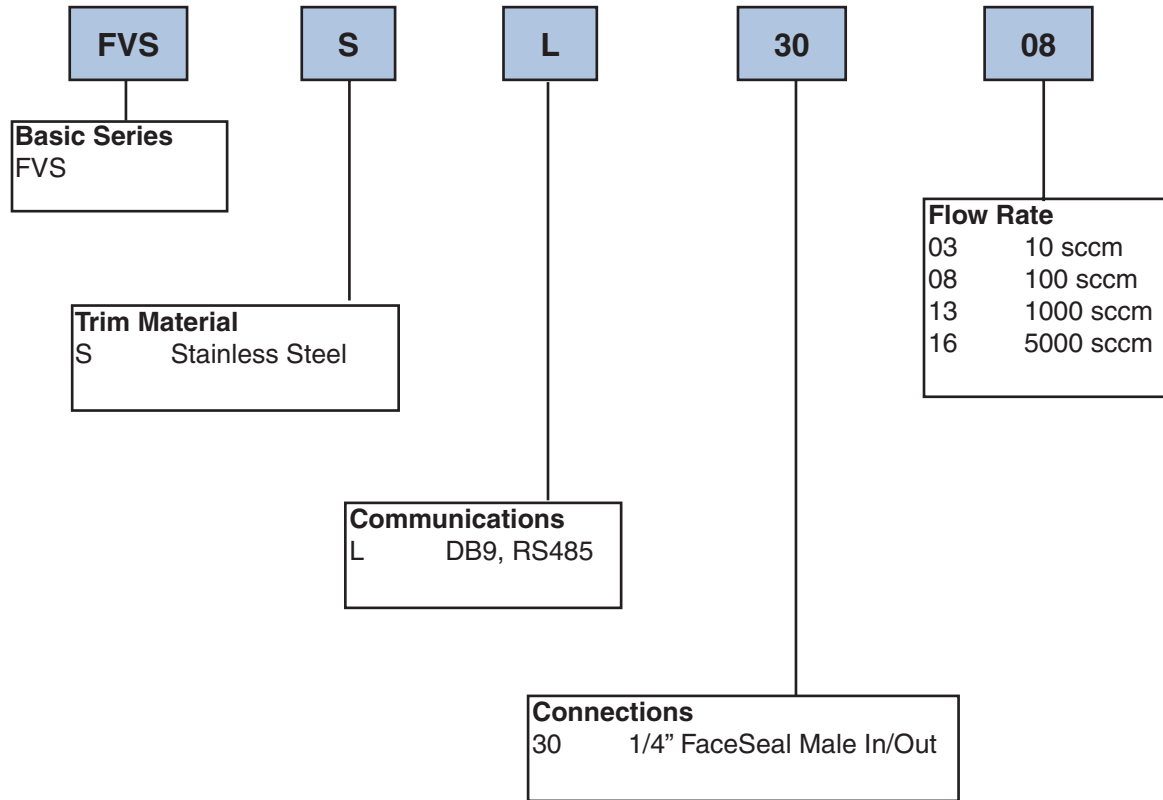 FVS S L 30 08
Basic Series
FVS
Flow Rate
03 10 sccm
08 100 sccm
13 1000 sccm
16 5000 sccm
Trim Material
S Stainless Steel
Communications
L DB9, RS485
Connections
30 1/4” FaceSeal Male In/Out